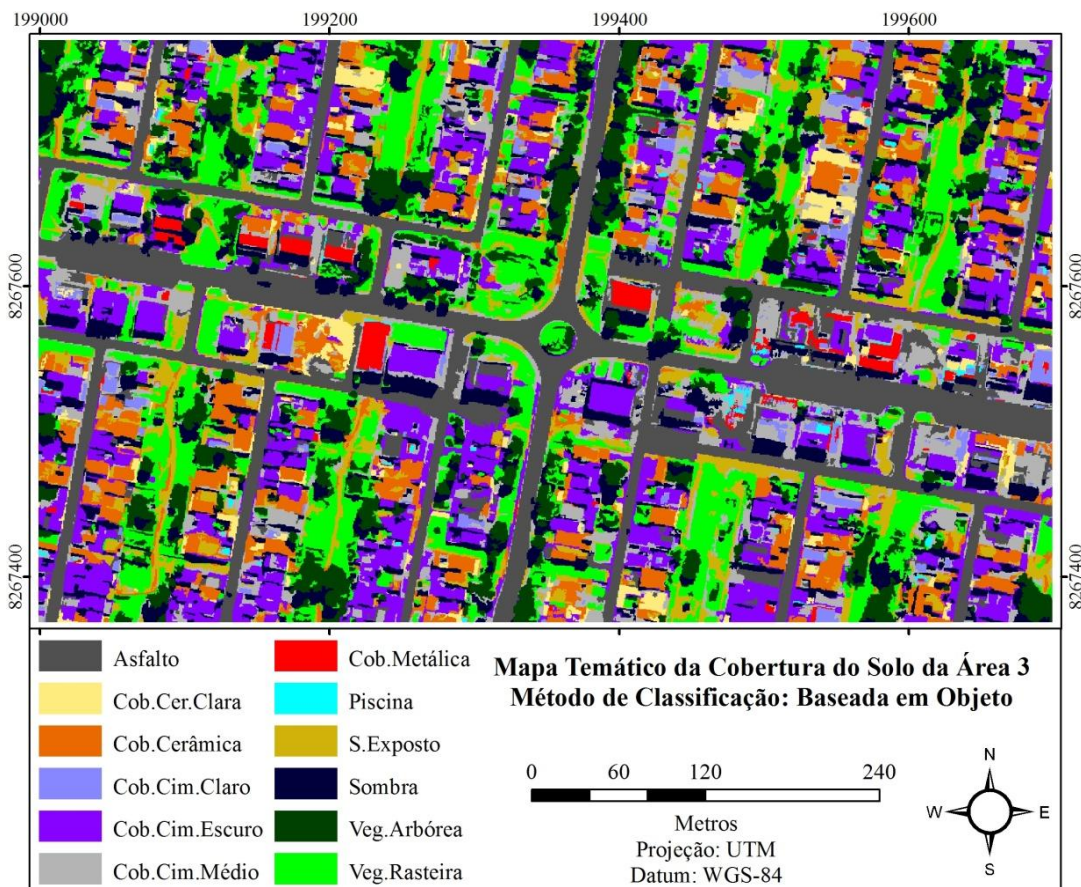 199000 199200 199400 199600
8267600 8267600
8267400 8267400
Asfalto
Cob.Cer.Clara
Cob.Cerâmica
Cob.Cim.Claro
Cob.Cim.Escuro
Cob.Cim.Médio
Cob.Metálica
Piscina
S.Exposto
Sombra
Veg.Arbórea
Veg.Rasteira
Mapa Temático da Cobertura do Solo da Área 3
Método de Classificação: Baseada em Objeto
0 60 120 240
Metros
Projeção: UTM
Datum: WGS-84
N
W E
S